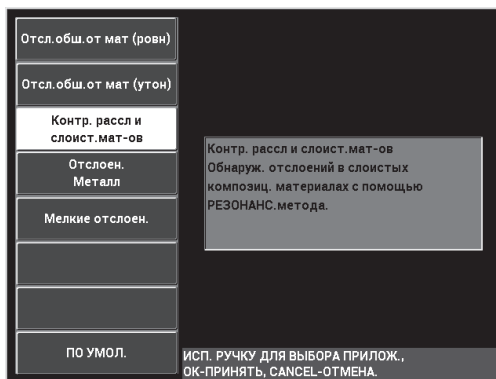 Отсл.обш.от мат (ровн)
Отсл.обш.от мат (утон)
Контр. рассл и
слоист.мат-ов
Отслоен.
Металл
Мелкие отслоен.
ПО УМОЛ.
Контр. рассл и слоист.мат-ов
Обнаруж. отслоений в слоистых
композиц. материалах с помощью
РЕЗОНАНС.метода.
ИСП. РУЧКУ ДЛЯ ВЫБОРА ПРИЛОЖ.,
ОК-ПРИНЯТЬ, CANCEL-ОТМЕНА.